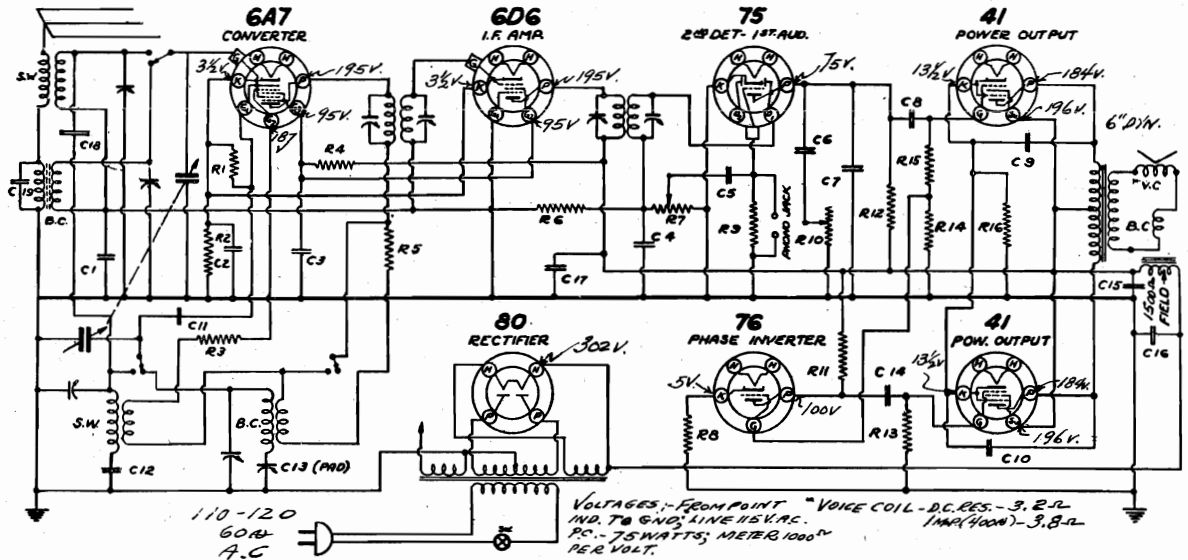 6A7
CONVERTER
6D6
I.F. AMP.
75
2ND DET- 1ST. AUD.
41
POWER OUTPUT
S.W.
G
H
H
3½V.
K
P
195V.
95V.
187
V
G
H
H
3½V.
K
P
195V.
95V
H
H
K
P
75V.
H
H
13½V
K
P
184V.
G
196V.
C8
C9
6" DYN.
V.C
B.C
C18
C19
B.C.
R1
R4
C6
C7
R15
C5
R2
C2
C1
C3
R5
R6
R7
C4
R9
PHONO JACK
R10
R12
R14
R16
C17
C15
1500Ω
FIELD
C16
C11
R3
80
RECTIFIER
302V.
H
H
P
P
76
PHASE INVERTER
H
H
5V.
K
P
100V
G
R11
C14
R8
R13
41
POW. OUTPUT
H
H
13½V
K
P
184V.
G
196V.
C10
S.W.
B.C.
C12
C13 (PAD)
110-120
60~
A.C
SW.
VOLTAGES:- FROM POINT
IND. TO GND; LINE 115V. A.C.
P.C.- 75 WATTS; METER 1000Ω
PER VOLT.
*VOICE COIL - D.C. RES. - 3.2Ω
IMP. (400~) - 3.8Ω